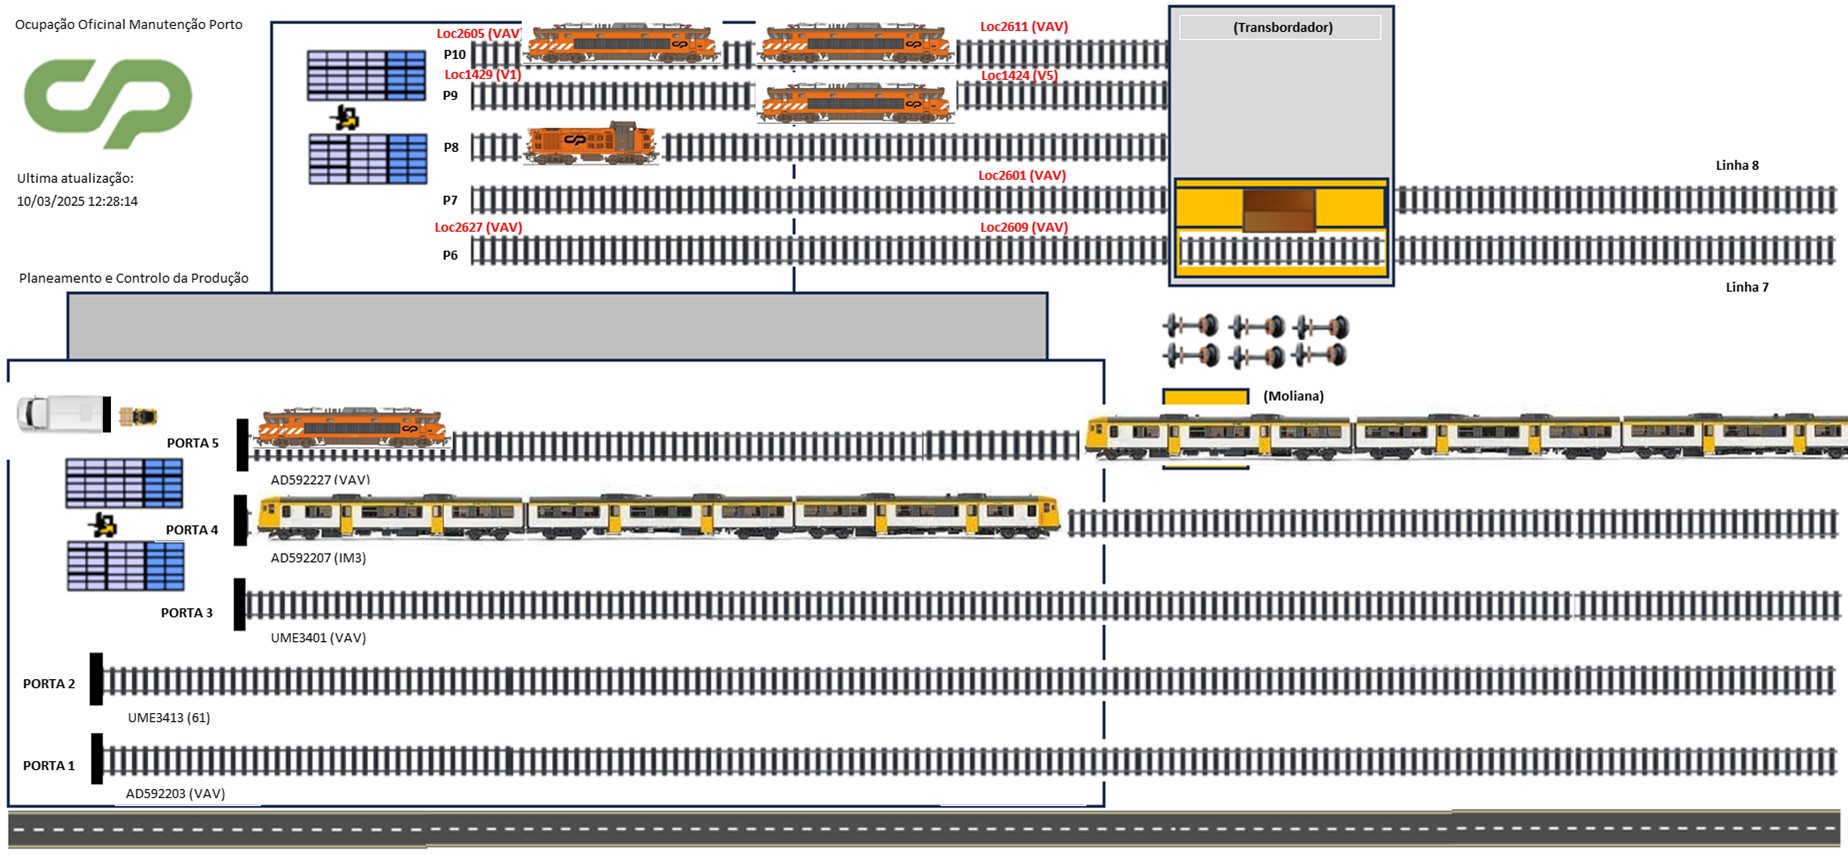 Ocupação Oficinal Manutenção Porto
Ultima atualização:
10/03/2025 12:28:14
Planeamento e Controlo da Produção
Loc2605 (VAV)
Loc2611 (VAV)
P10
Loc1429 (V1)
Loc1424 (V5)
P9
P8
Loc2601 (VAV)
P7
Loc2627 (VAV)
Loc2609 (VAV)
P6
(Transbordador)
Linha 8
Linha 7
(Moliana)
PORTA 5
AD592227 (VAV)
PORTA 4
AD592207 (IM3)
PORTA 3
UME3401 (VAV)
PORTA 2
UME3413 (61)
PORTA 1
AD592203 (VAV)